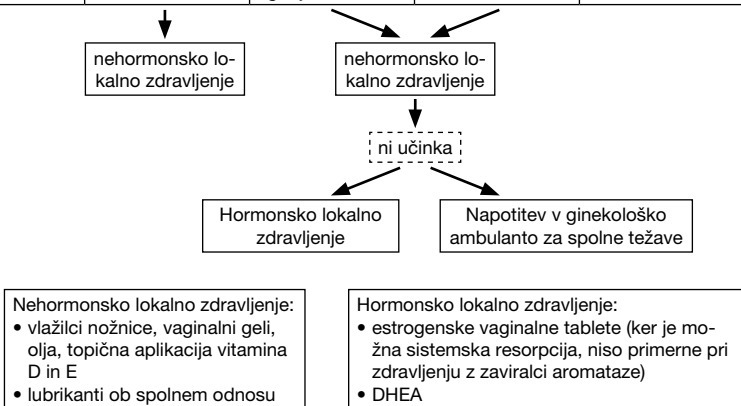 nehormonsko lo-
kalno zdravljenje
nehormonsko lo-
kalno zdravljenje
ni učinka
Hormonsko lokalno
zdravljenje
Napotitev v ginekološko
ambulanto za spolne težave
Nehormonsko lokalno zdravljenje:
• vlažilci nožnice, vaginalni geli,
olja, topična aplikacija vitamina
D in E
• lubrikanti ob spolnem odnosu
Hormonsko lokalno zdravljenje:
• estrogenske vaginalne tablete (ker je mo-
žna sistemska resorpcija, niso primerne pri
zdravljenju z zaviralci aromataze)
• DHEA